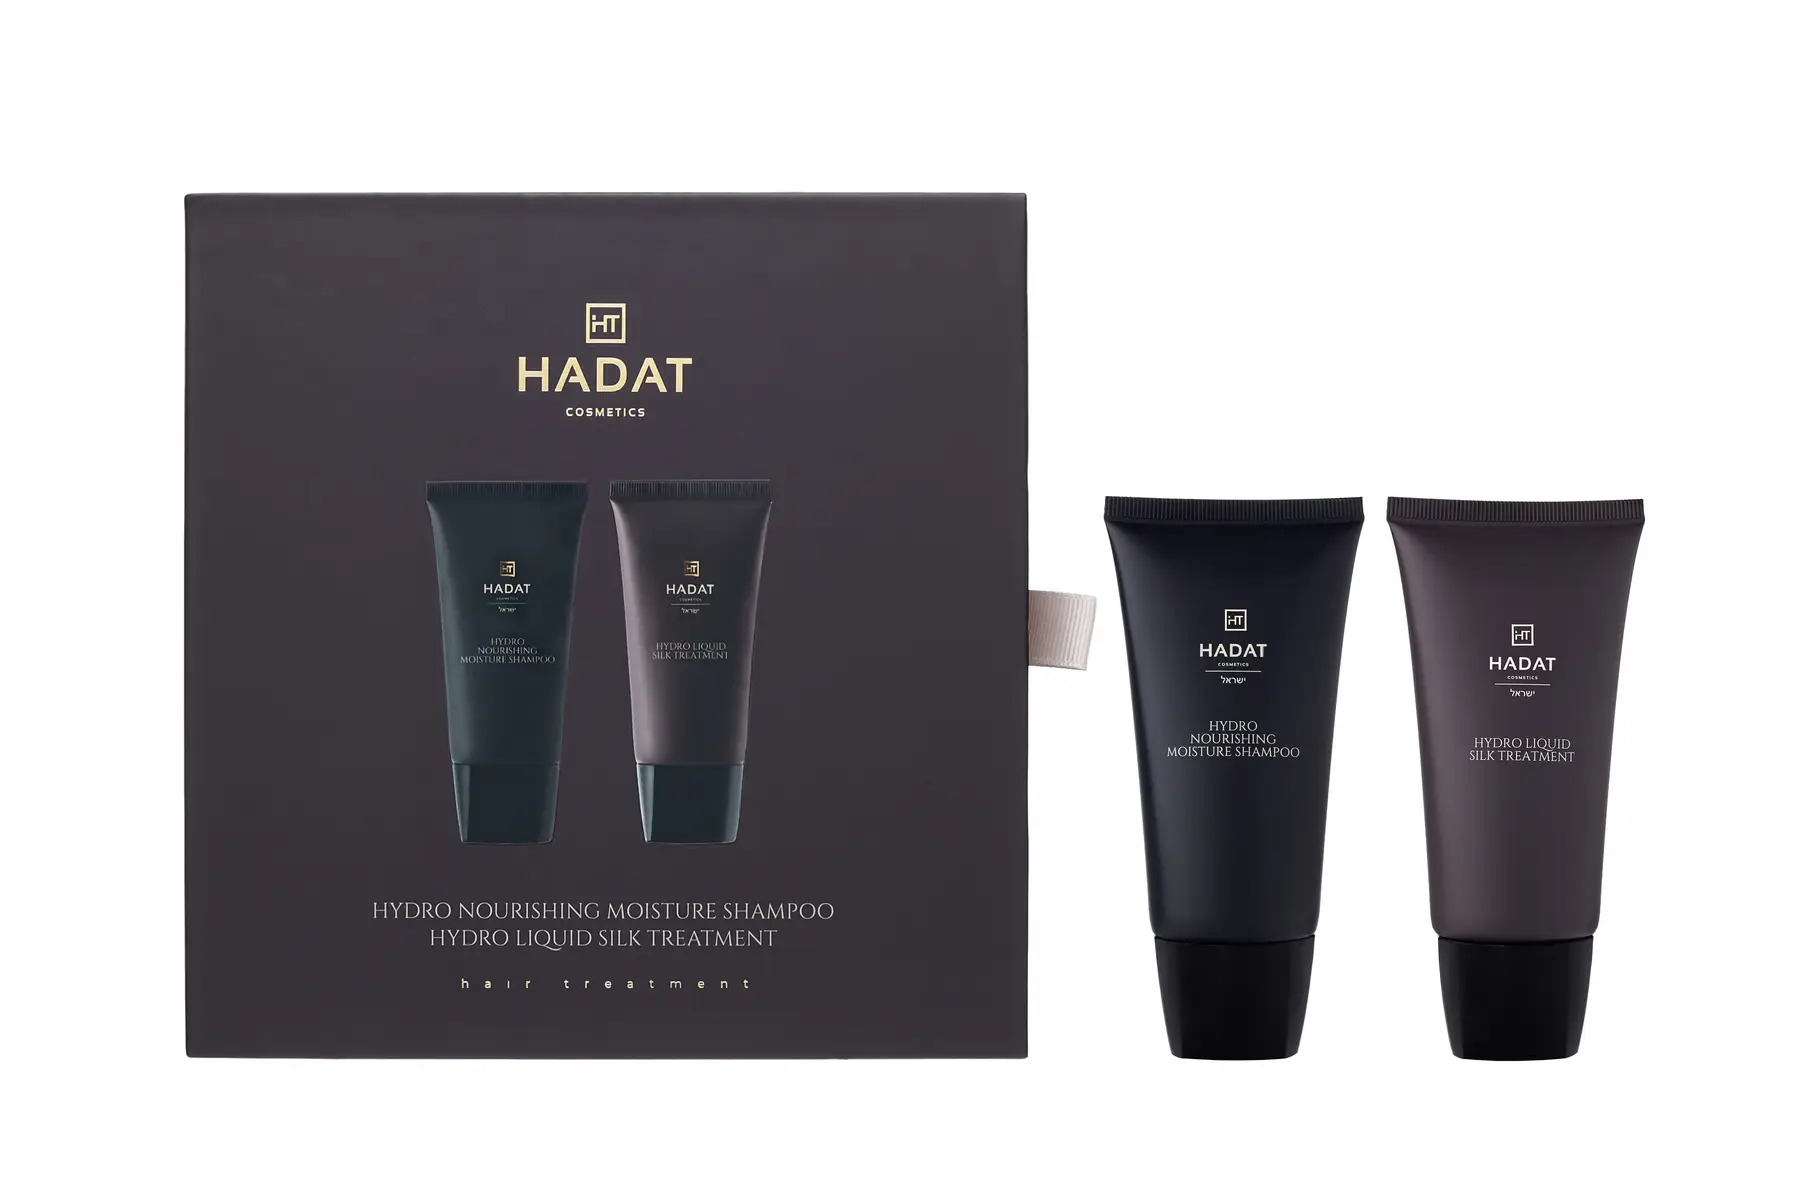 HT
HADAT
COSMETICS
HT
HADAT
COSMETICS
ישראל
HYDRO
NOURISHING
MOISTURE SHAMPOO
HT
HADAT
COSMETICS
ישראל
HYDRO LIQUID
SILK TREATMENT
HYDRO NOURISHING MOISTURE SHAMPOO
HYDRO LIQUID SILK TREATMENT
hair treatment
HT
HADAT
COSMETICS
ישראל
HYDRO
NOURISHING
MOISTURE SHAMPOO
HT
HADAT
COSMETICS
ישראל
HYDRO LIQUID
SILK TREATMENT